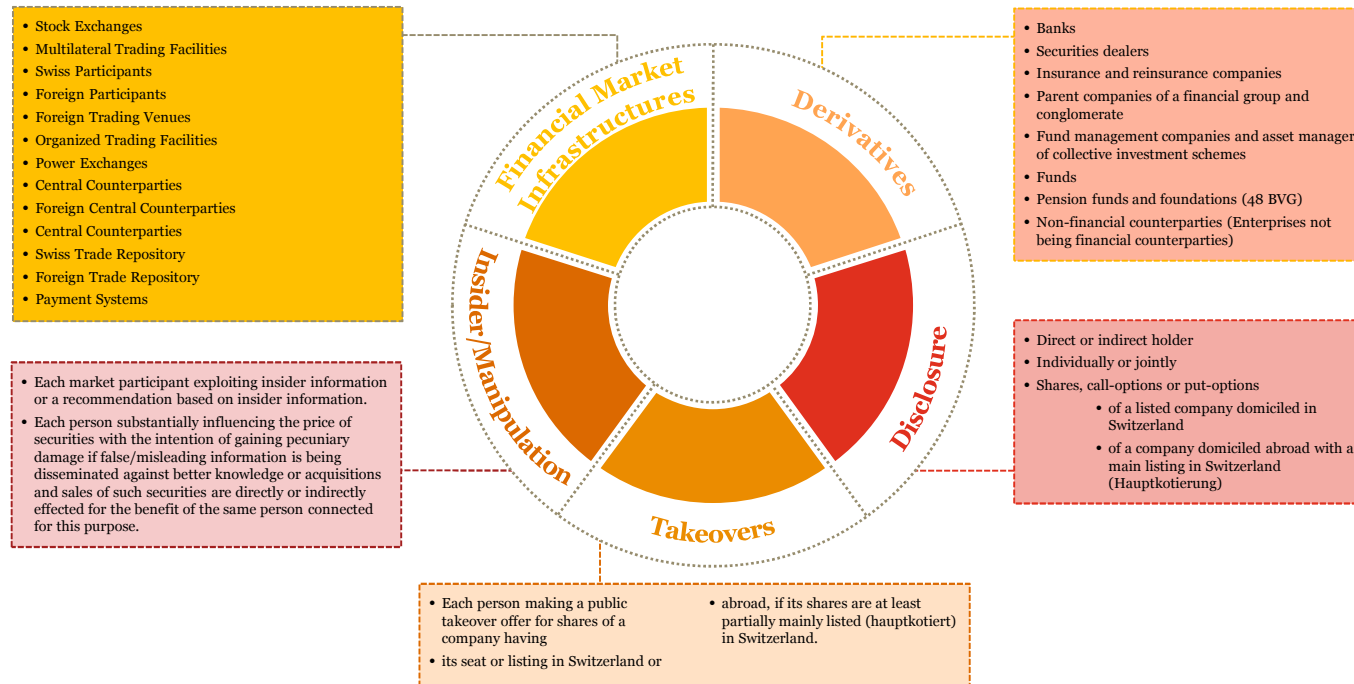 • Stock Exchanges
• Multilateral Trading Facilities
• Swiss Participants
• Foreign Participants
• Foreign Trading Venues
• Organized Trading Facilities
• Power Exchanges
• Central Counterparties
• Foreign Central Counterparties
• Central Counterparties
• Swiss Trade Repository
• Foreign Trade Repository
• Payment Systems
Financial Market
Infrastructures
Derivatives
• Banks
• Securities dealers
• Insurance and reinsurance companies
• Parent companies of a financial group and
conglomerate
• Fund management companies and asset manager
of collective investment schemes
• Funds
• Pension funds and foundations (48 BVG)
• Non-financial counterparties (Enterprises not
being financial counterparties)
Insider/Manipulation
Disclosure
• Each market participant exploiting insider information
or a recommendation based on insider information.
• Each person substantially influencing the price of
securities with the intention of gaining pecuniary
damage if false/misleading information is being
disseminated against better knowledge or acquisitions
and sales of such securities are directly or indirectly
effected for the benefit of the same person connected
for this purpose.
• Direct or indirect holder
• Individually or jointly
• Shares, call-options or put-options
• of a listed company domiciled in
Switzerland
• of a company domiciled abroad with a
main listing in Switzerland
(Hauptkotierung)
Takeovers
• Each person making a public
takeover offer for shares of a
company having
• its seat or listing in Switzerland or
• abroad, if its shares are at least
partially mainly listed (hauptkotiert)
in Switzerland.